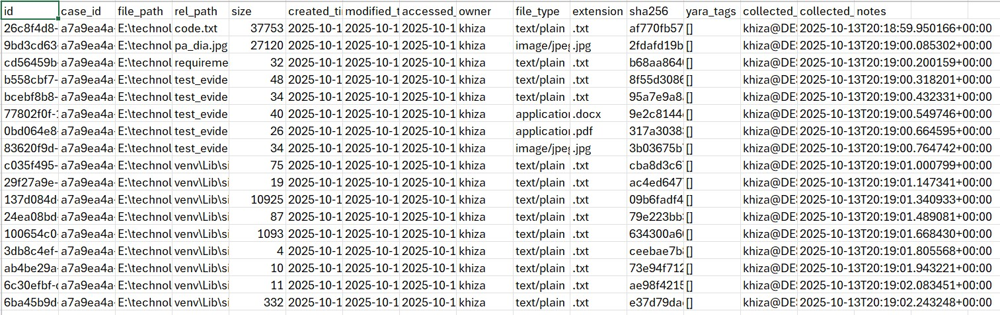 id case_id file_path rel_path size created_ti modified_t accessed_ owner file_type extension sha256 yara_tags collected_ collected_ notes
26c8f4d8- a7a9ea4a- E:\technol code.txt 37753 2025-10-1 2025-10-1 2025-10-1 khiza text/plain .txt af770fb57 [] khiza@DES 2025-10-13T20:18:59.950166+00:00
9bd3cd63- a7a9ea4a- E:\technol pa_dia.jpg 27120 2025-10-1 2025-10-1 2025-10-1 khiza image/jpeg .jpg 2fdafd19b [] khiza@DES 2025-10-13T20:19:00.085302+00:00
cd56459b- a7a9ea4a- E:\technol requireme 32 2025-10-1 2025-10-1 2025-10-1 khiza text/plain .txt b68aa864 [] khiza@DES 2025-10-13T20:19:00.200159+00:00
b558cbf7- a7a9ea4a- E:\technol test_evide 48 2025-10-1 2025-10-1 2025-10-1 khiza text/plain .txt 8f55d3086 [] khiza@DES 2025-10-13T20:19:00.318201+00:00
bcebf8b8- a7a9ea4a- E:\technol test_evide 34 2025-10-1 2025-10-1 2025-10-1 khiza text/plain .txt 95a7e9a8 [] khiza@DES 2025-10-13T20:19:00.432331+00:00
77802f0f- a7a9ea4a- E:\technol test_evide 40 2025-10-1 2025-10-1 2025-10-1 khiza application .docx 9e2c8144 [] khiza@DES 2025-10-13T20:19:00.549746+00:00
0bd064e8- a7a9ea4a- E:\technol test_evide 26 2025-10-1 2025-10-1 2025-10-1 khiza application .pdf 317a3038 [] khiza@DES 2025-10-13T20:19:00.664595+00:00
83620f9d- a7a9ea4a- E:\technol test_evide 34 2025-10-1 2025-10-1 2025-10-1 khiza image/jpeg .jpg 3b03675b [] khiza@DES 2025-10-13T20:19:00.764742+00:00
c035f495- a7a9ea4a- E:\technol venv\Lib\si 75 2025-10-1 2025-10-1 2025-10-1 khiza text/plain .txt cba8d3c6 [] khiza@DES 2025-10-13T20:19:01.000799+00:00
29f27a9e- a7a9ea4a- E:\technol venv\Lib\si 19 2025-10-1 2025-10-1 2025-10-1 khiza text/plain .txt ac4ed647 [] khiza@DES 2025-10-13T20:19:01.147341+00:00
137d084d- a7a9ea4a- E:\technol venv\Lib\si 10925 2025-10-1 2025-10-1 2025-10-1 khiza text/plain .txt 09b6fadf4 [] khiza@DES 2025-10-13T20:19:01.340933+00:00
24ea08bd- a7a9ea4a- E:\technol venv\Lib\si 87 2025-10-1 2025-10-1 2025-10-1 khiza text/plain .txt 79e223bb [] khiza@DES 2025-10-13T20:19:01.489081+00:00
100654c0- a7a9ea4a- E:\technol venv\Lib\si 1093 2025-10-1 2025-10-1 2025-10-1 khiza text/plain .txt 634300a6 [] khiza@DES 2025-10-13T20:19:01.668430+00:00
3db8c4ef- a7a9ea4a- E:\technol venv\Lib\si 4 2025-10-1 2025-10-1 2025-10-1 khiza text/plain .txt ceebae7b [] khiza@DES 2025-10-13T20:19:01.805568+00:00
ab4be29a- a7a9ea4a- E:\technol venv\Lib\si 10 2025-10-1 2025-10-1 2025-10-1 khiza text/plain .txt 73e94f712 [] khiza@DES 2025-10-13T20:19:01.943221+00:00
6c30efbf- a7a9ea4a- E:\technol venv\Lib\si 11 2025-10-1 2025-10-1 2025-10-1 khiza text/plain .txt ae98f4215 [] khiza@DES 2025-10-13T20:19:02.083451+00:00
6ba45b9d- a7a9ea4a- E:\technol venv\Lib\si 332 2025-10-1 2025-10-1 2025-10-1 khiza text/plain .txt e37d79da [] khiza@DES 2025-10-13T20:19:02.243248+00:00